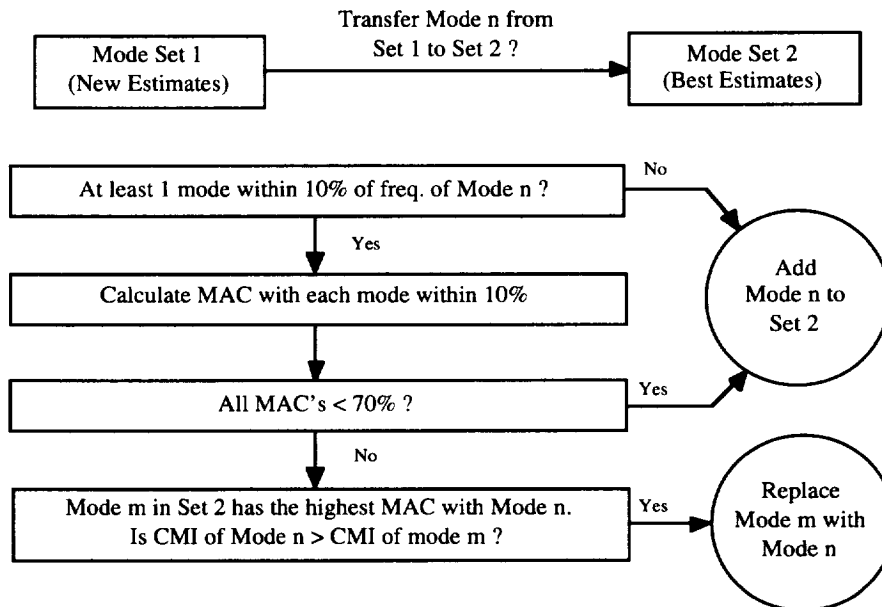 Transfer Mode n from
Set 1 to Set 2 ?
Mode Set 1
(New Estimates)
Mode Set 2
(Best Estimates)
At least 1 mode within 10% of freq. of Mode n ?
No
Yes
Calculate MAC with each mode within 10%
Add
Mode n to
Set 2
All MAC's < 70% ?
Yes
No
Mode m in Set 2 has the highest MAC with Mode n.
Is CMI of Mode n > CMI of mode m ?
Yes
Replace
Mode m with
Mode n